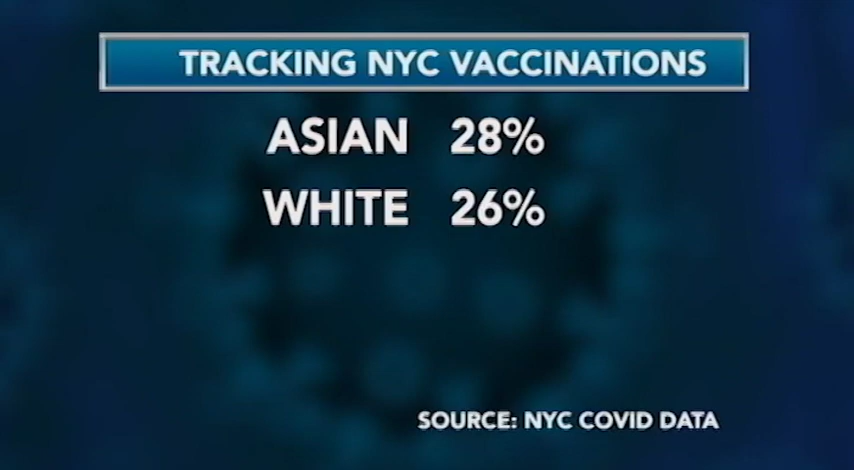 TRACKING NYC VACCINATIONS
ASIAN 28%
WHITE 26%
SOURCE: NYC COVID DATA